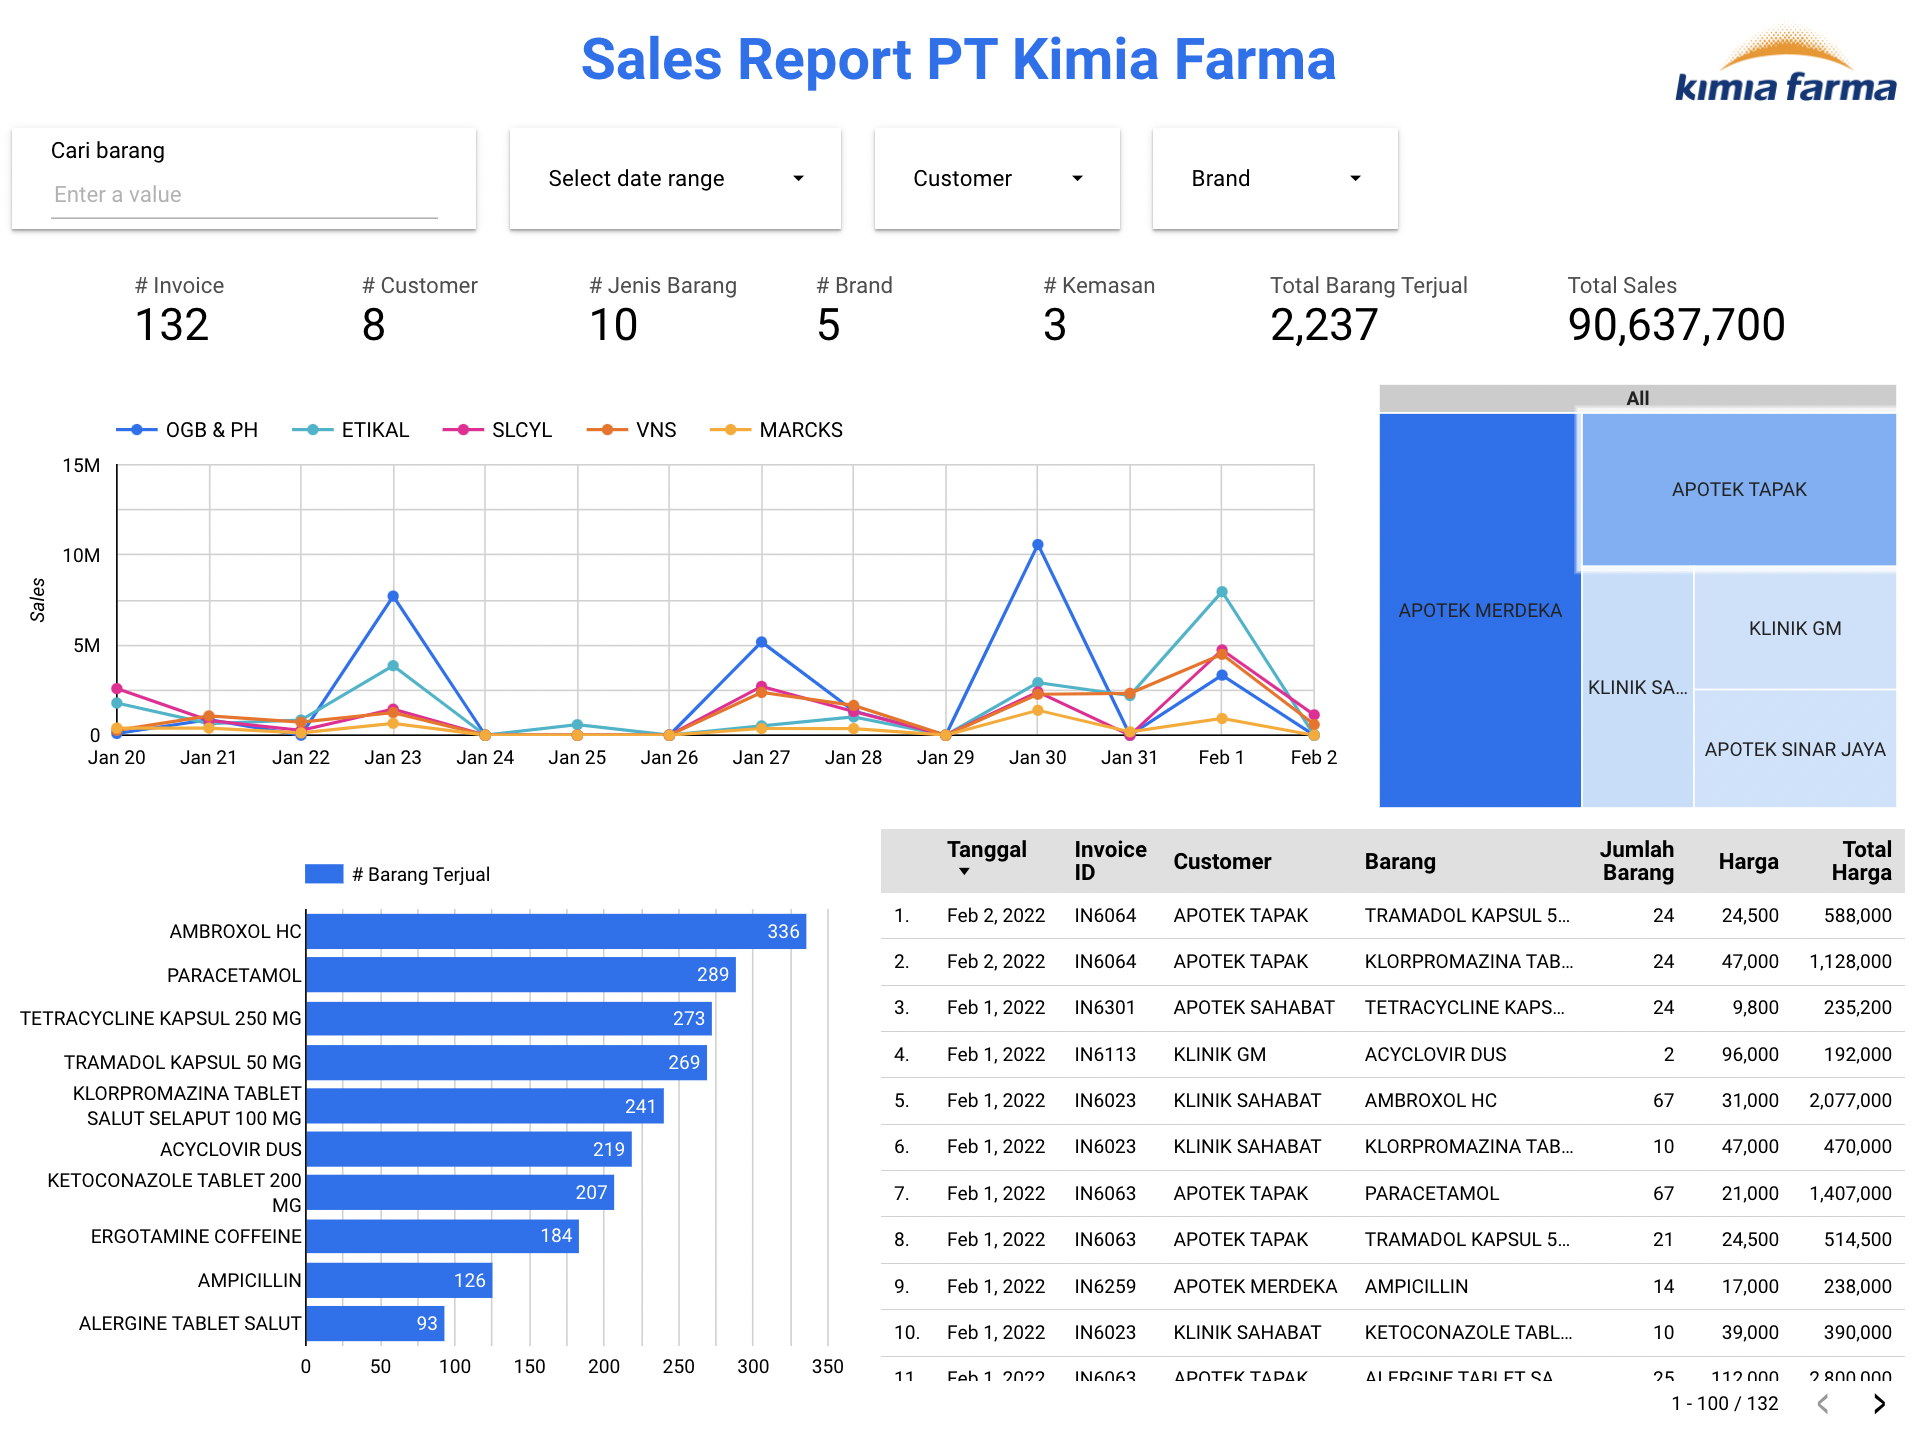 Sales Report PT Kimia Farma
kimia farma
Cari barang
Enter a value
Select date range
Customer
Brand
# Invoice
132
# Customer
8
# Jenis Barang
10
# Brand
5
# Kemasan
3
Total Barang Terjual
2,237
Total Sales
90,637,700
OGB & PH ETIKAL SLCYL VNS MARCKS
Sales
15M
10M
5M
0
Jan 20 Jan 21 Jan 22 Jan 23 Jan 24 Jan 25 Jan 26 Jan 27 Jan 28 Jan 29 Jan 30 Jan 31 Feb 1 Feb 2
All
APOTEK MERDEKA
APOTEK TAPAK
KLINIK SA...
KLINIK GM
APOTEK SINAR JAYA
# Barang Terjual
AMBROXOL HC 336
PARACETAMOL 289
TETRACYCLINE KAPSUL 250 MG 273
TRAMADOL KAPSUL 50 MG 269
KLORPROMAZINA TABLET
SALUT SELAPUT 100 MG 241
ACYCLOVIR DUS 219
KETOCONAZOLE TABLET 200
MG 207
ERGOTAMINE COFFEINE 184
AMPICILLIN 126
ALERGINE TABLET SALUT 93
0 50 100 150 200 250 300 350
Tanggal Invoice ID Customer Barang Jumlah Barang Harga Total Harga
1. Feb 2, 2022 IN6064 APOTEK TAPAK TRAMADOL KAPSUL 5... 24 24,500 588,000
2. Feb 2, 2022 IN6064 APOTEK TAPAK KLORPROMAZINA TAB... 24 47,000 1,128,000
3. Feb 1, 2022 IN6301 APOTEK SAHABAT TETRACYCLINE KAPS... 24 9,800 235,200
4. Feb 1, 2022 IN6113 KLINIK GM ACYCLOVIR DUS 2 96,000 192,000
5. Feb 1, 2022 IN6023 KLINIK SAHABAT AMBROXOL HC 67 31,000 2,077,000
6. Feb 1, 2022 IN6023 KLINIK SAHABAT KLORPROMAZINA TAB... 10 47,000 470,000
7. Feb 1, 2022 IN6063 APOTEK TAPAK PARACETAMOL 67 21,000 1,407,000
8. Feb 1, 2022 IN6063 APOTEK TAPAK TRAMADOL KAPSUL 5... 21 24,500 514,500
9. Feb 1, 2022 IN6259 APOTEK MERDEKA AMPICILLIN 14 17,000 238,000
10. Feb 1, 2022 IN6023 KLINIK SAHABAT KETOCONAZOLE TABL... 10 39,000 390,000
11. Feb 1, 2022 IN6063 APOTEK TAPAK ALERGINE TABLET SA... 25 112,000 2,800,000
1 - 100 / 132